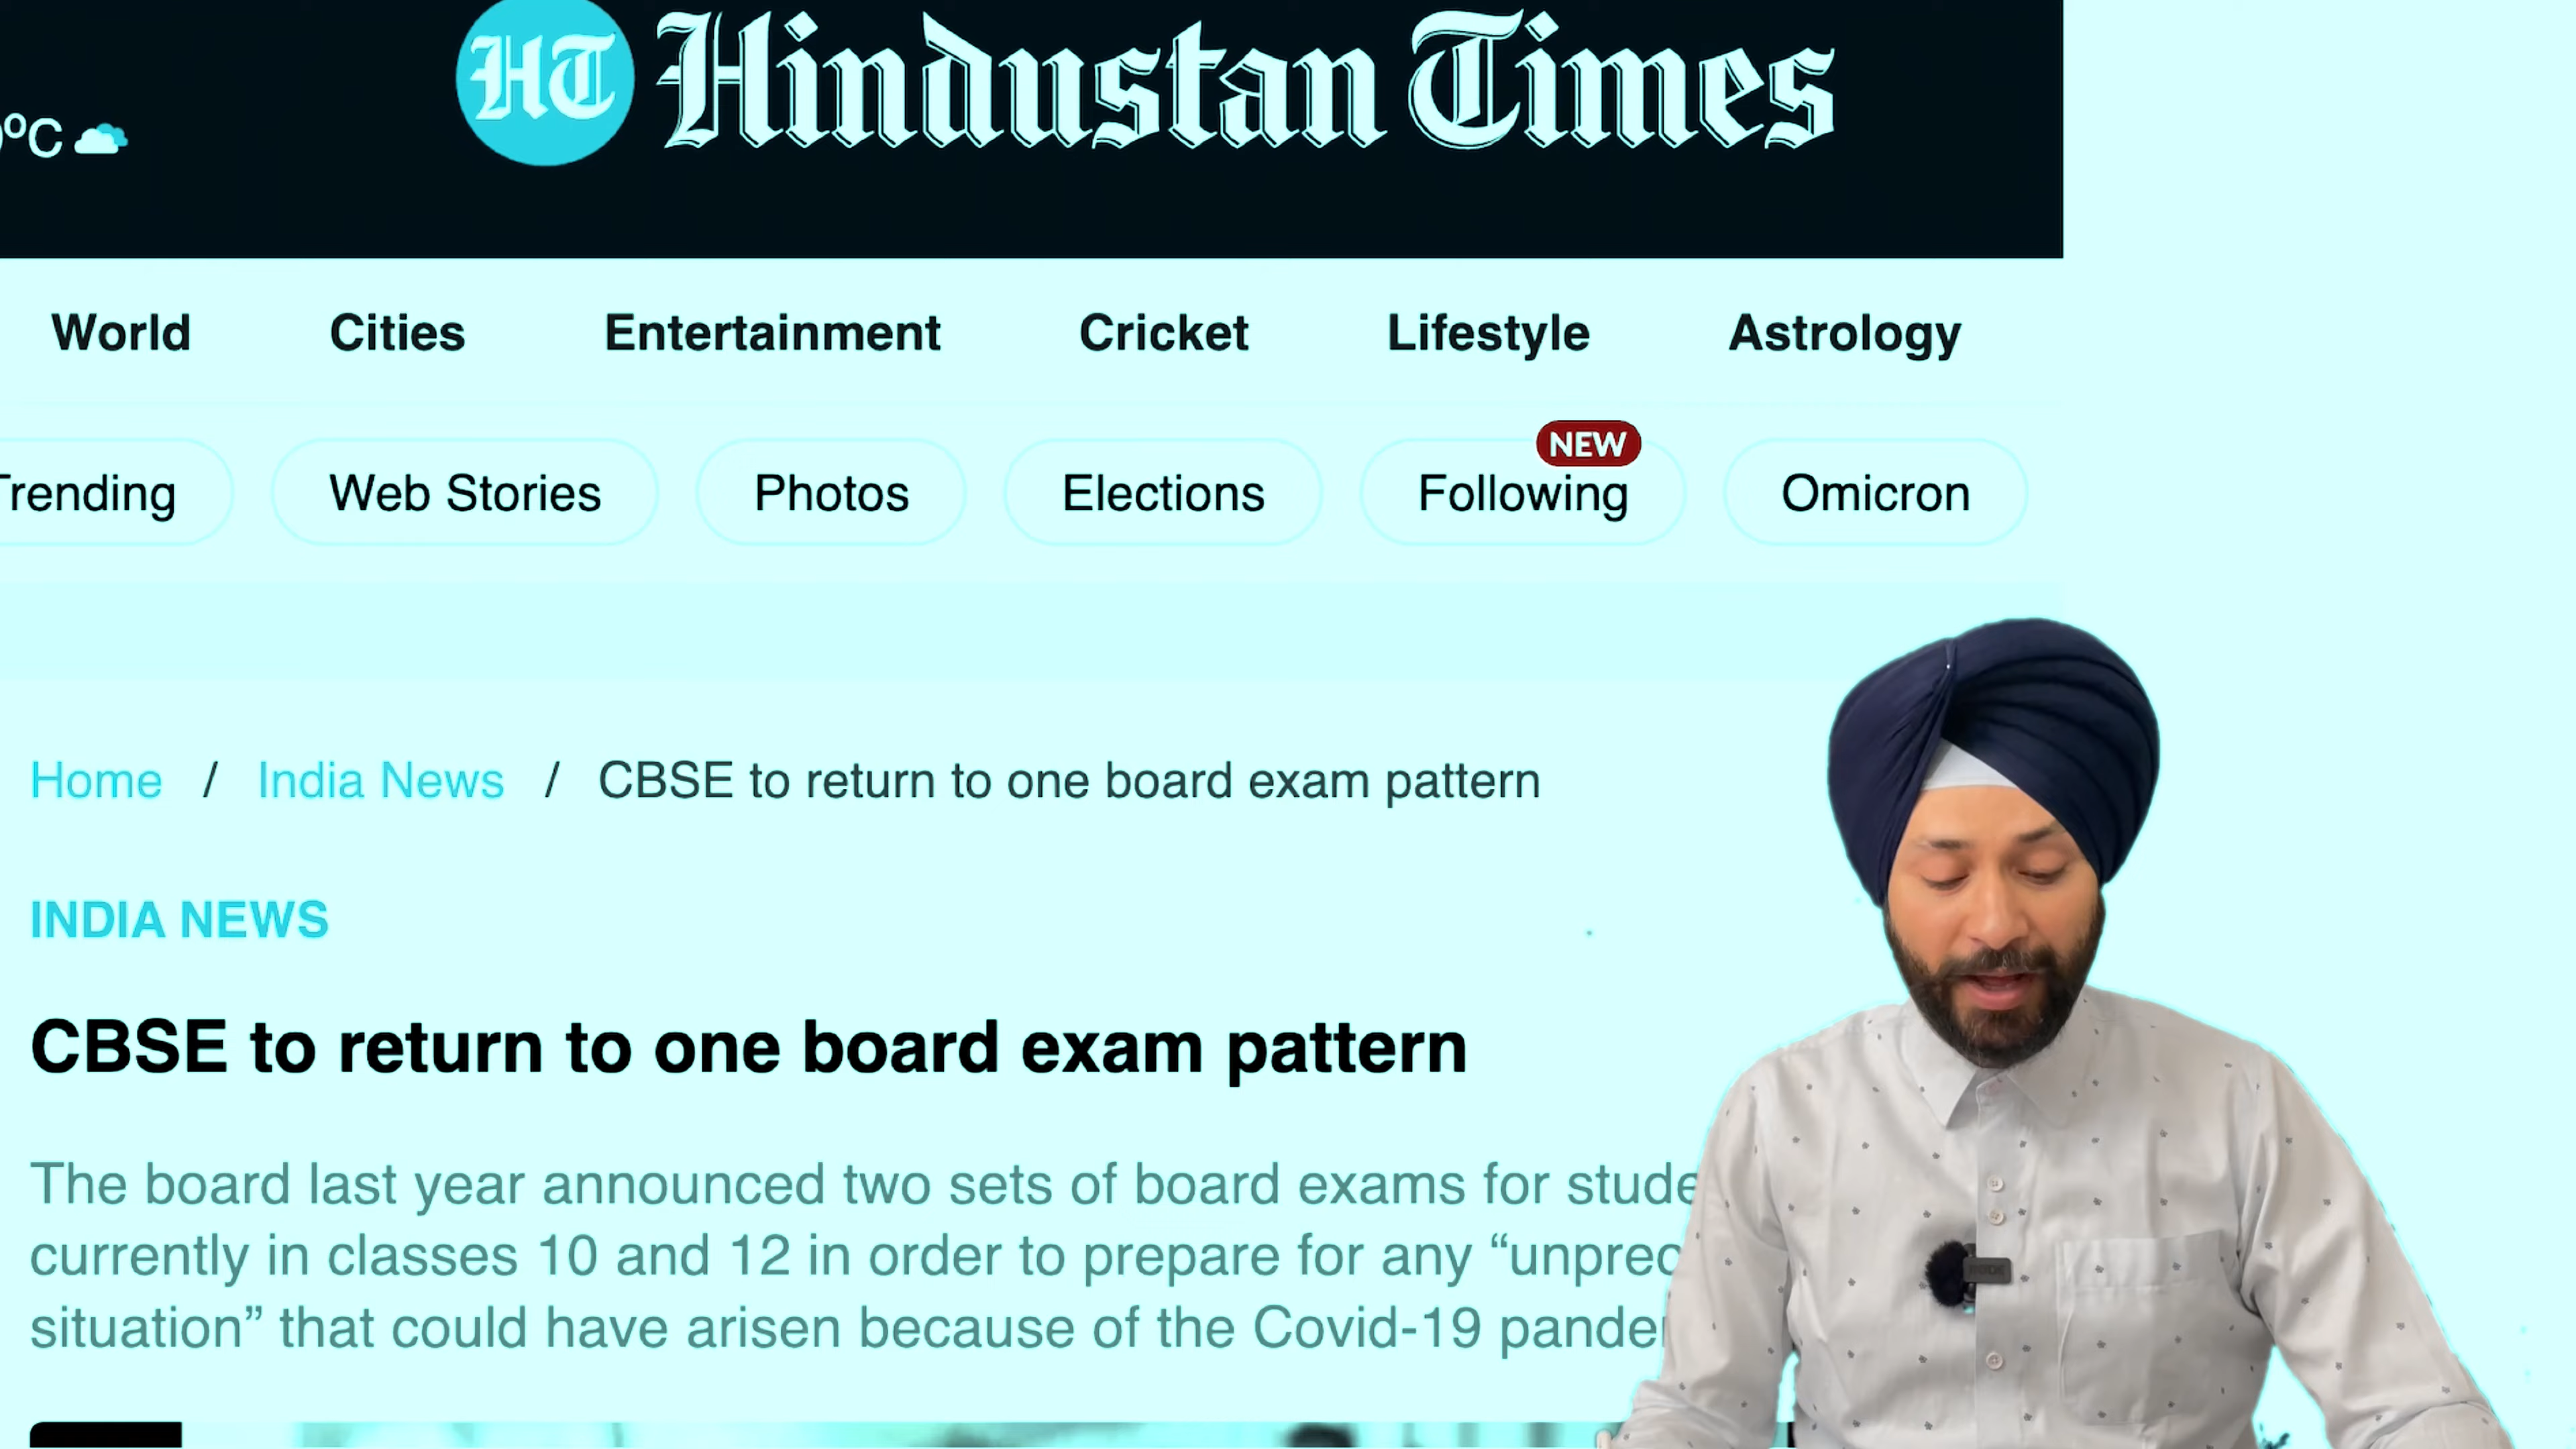 HT Hindustan Times
ºC
World Cities Entertainment Cricket Lifestyle Astrology
NEW
Trending Web Stories Photos Elections Following Omicron
Home / India News / CBSE to return to one board exam pattern
INDIA NEWS
CBSE to return to one board exam pattern
The board last year announced two sets of board exams for stude
currently in classes 10 and 12 in order to prepare for any “unprec
situation” that could have arisen because of the Covid-19 pande